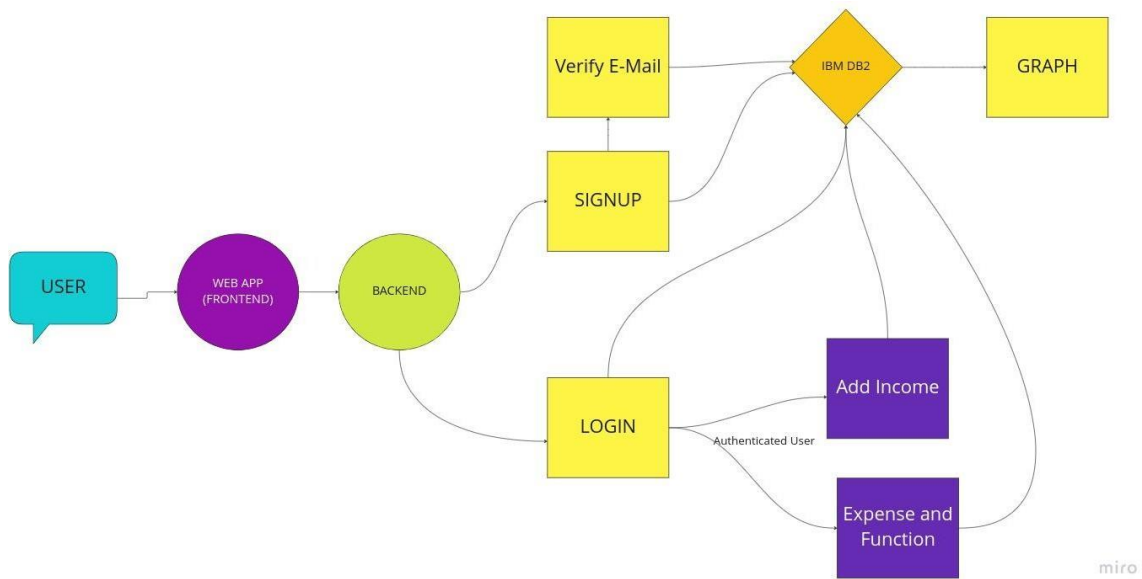 Verify E-Mail
IBM DB2
GRAPH
SIGNUP
USER
WEB APP
(FRONTEND)
BACKEND
LOGIN
Add Income
Authenticated User
Expense and
Function
miro